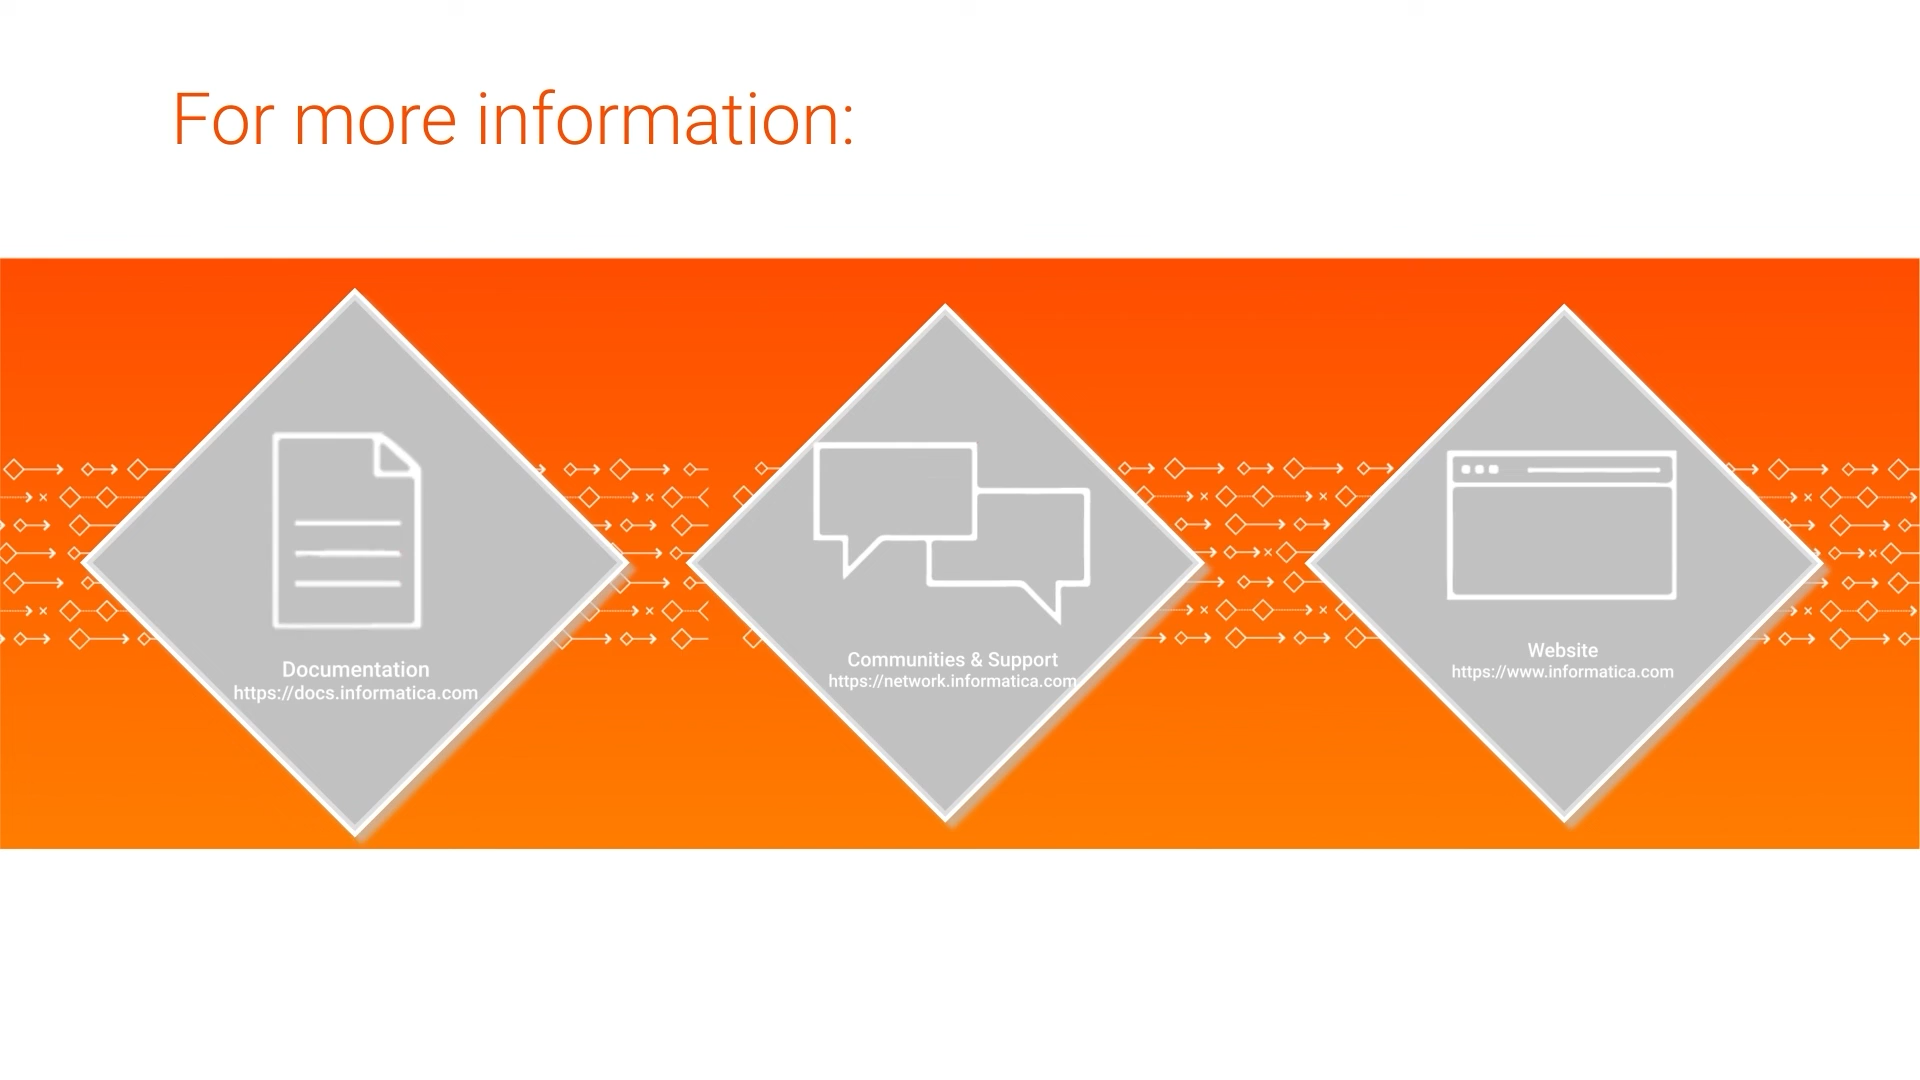 For more information:
Documentation
https://docs.informatica.com
Communities & Support
https://network.informatica.com
Website
https://www.informatica.com